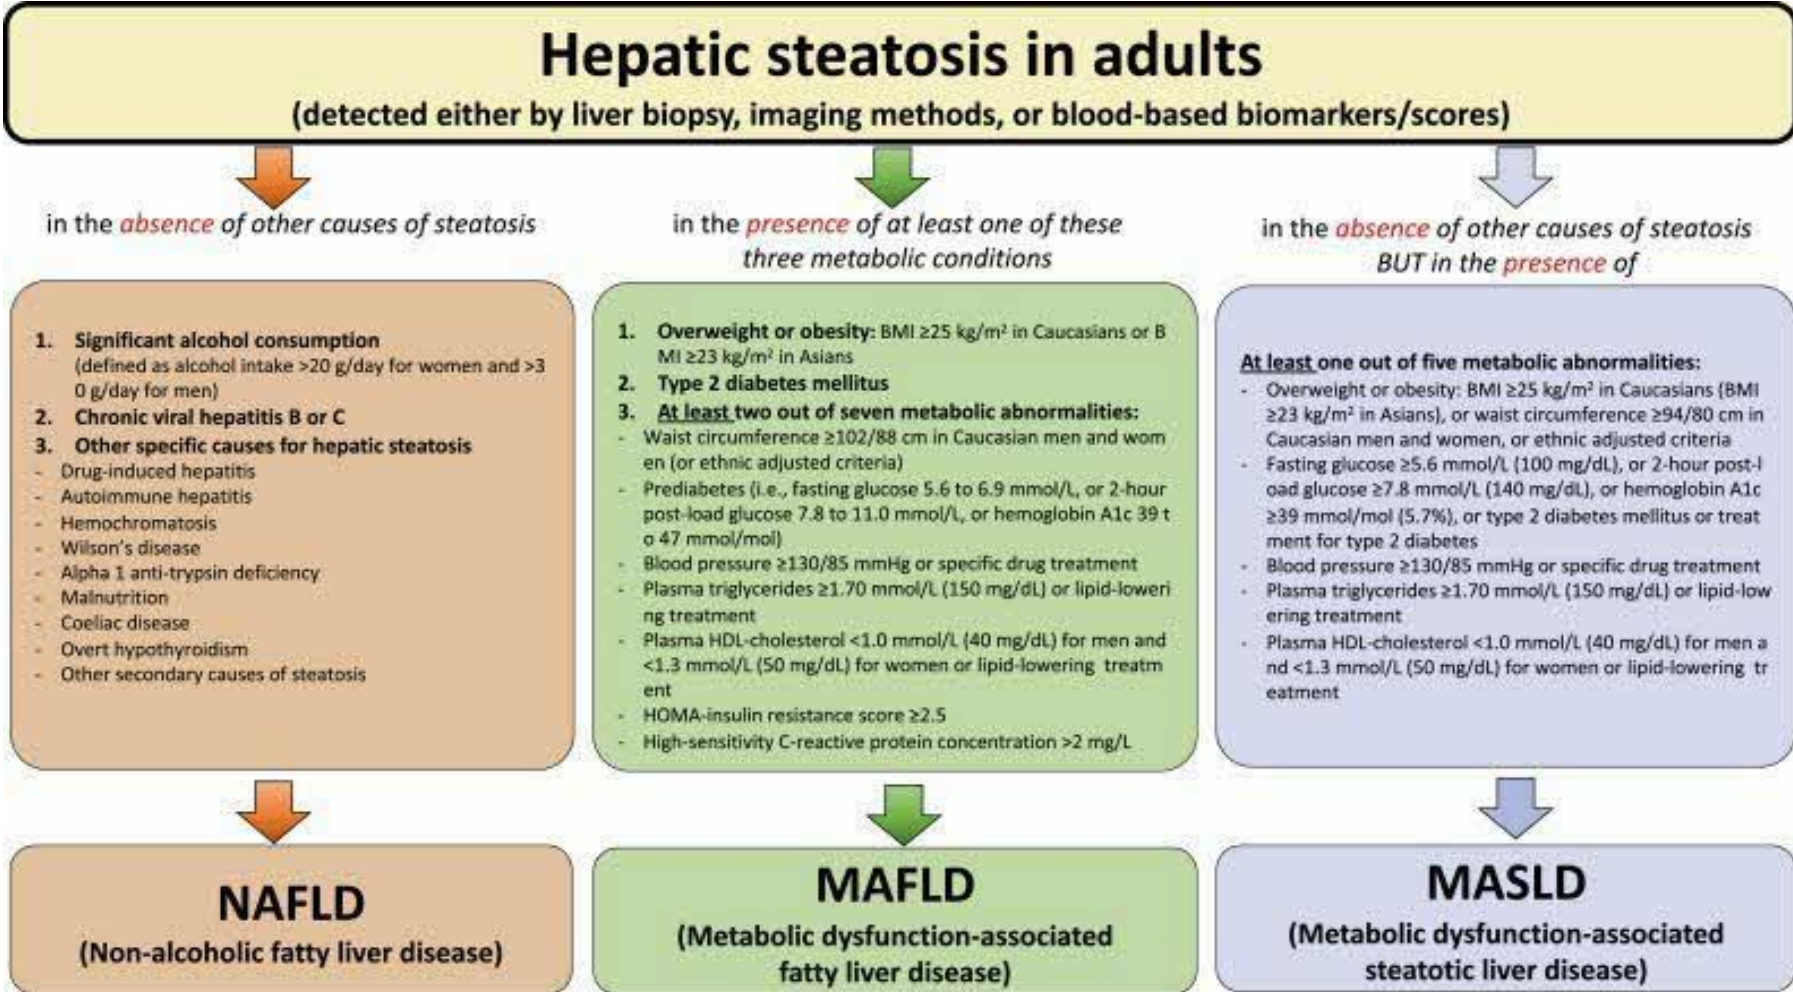 Hepatic steatosis in adults
(detected either by liver biopsy, imaging methods, or blood-based biomarkers/scores)
in the absence of other causes of steatosis
1. Significant alcohol consumption
(defined as alcohol intake >20 g/day for women and >3
0 g/day for men)
2. Chronic viral hepatitis B or C
3. Other specific causes for hepatic steatosis
- Drug-induced hepatitis
- Autoimmune hepatitis
- Hemochromatosis
- Wilson's disease
- Alpha 1 anti-trypsin deficiency
- Malnutrition
- Coeliac disease
- Overt hypothyroidism
- Other secondary causes of steatosis
NAFLD
(Non-alcoholic fatty liver disease)
in the presence of at least one of these
three metabolic conditions
1. Overweight or obesity: BMI ≥25 kg/m² in Caucasians or B
MI ≥23 kg/m² in Asians
2. Type 2 diabetes mellitus
3. At least two out of seven metabolic abnormalities:
- Waist circumference ≥102/88 cm in Caucasian men and wom
en (or ethnic adjusted criteria)
- Prediabetes (i.e., fasting glucose 5.6 to 6.9 mmol/L, or 2-hour
post-load glucose 7.8 to 11.0 mmol/L, or hemoglobin A1c 39 t
o 47 mmol/mol)
- Blood pressure ≥130/85 mmHg or specific drug treatment
- Plasma triglycerides ≥1.70 mmol/L (150 mg/dL) or lipid-loweri
ng treatment
- Plasma HDL-cholesterol <1.0 mmol/L (40 mg/dL) for men and
<1.3 mmol/L (50 mg/dL) for women or lipid-lowering treatm
ent
- HOMA-insulin resistance score ≥2.5
- High-sensitivity C-reactive protein concentration >2 mg/L
MAFLD
(Metabolic dysfunction-associated
fatty liver disease)
in the absence of other causes of steatosis
BUT in the presence of
At least one out of five metabolic abnormalities:
- Overweight or obesity: BMI ≥25 kg/m² in Caucasians (BMI
≥23 kg/m² in Asians), or waist circumference ≥94/80 cm in
Caucasian men and women, or ethnic adjusted criteria
- Fasting glucose ≥5.6 mmol/L (100 mg/dL), or 2-hour post-l
oad glucose ≥7.8 mmol/L (140 mg/dL), or hemoglobin A1c
≥39 mmol/mol (5.7%), or type 2 diabetes mellitus or treat
ment for type 2 diabetes
- Blood pressure ≥130/85 mmHg or specific drug treatment
- Plasma triglycerides ≥1.70 mmol/L (150 mg/dL) or lipid-low
ering treatment
- Plasma HDL-cholesterol <1.0 mmol/L (40 mg/dL) for men a
nd <1.3 mmol/L (50 mg/dL) for women or lipid-lowering tr
eatment
MASLD
(Metabolic dysfunction-associated
steatotic liver disease)